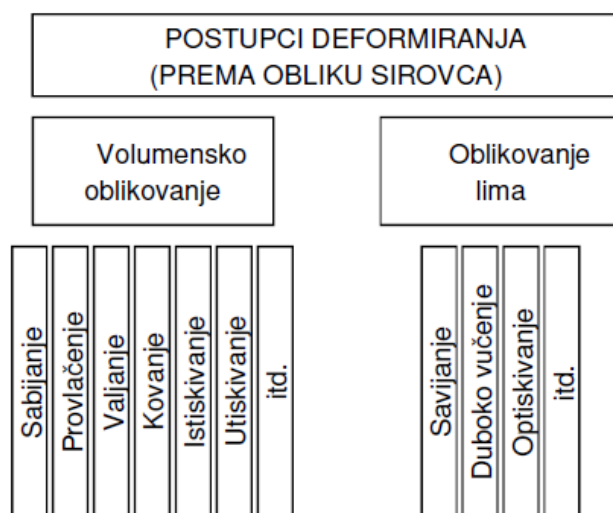 POSTUPCI DEFORMIRANJA
(PREMA OBLIKU SIROVCA)
Volumensko
oblikovanje
Oblikovanje
lima
Sabijanje
Provlačenje
Valjanje
Kovanje
Istiskivanje
Utiskivanje
itd.
Savijanje
Duboko vučenje
Optiskivanje
itd.